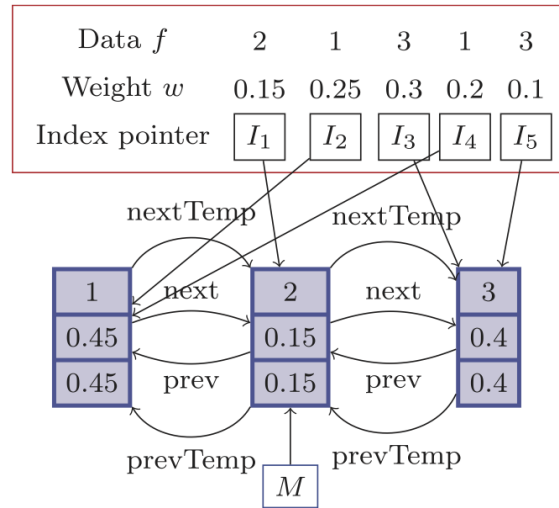 Data f 2 1 3 1 3
Weight w 0.15 0.25 0.3 0.2 0.1
Index pointer I₁ I₂ I₃ I₄ I₅
nextTemp nextTemp
1 next 2 next 3
0.45 0.15 0.4
0.45 prev 0.15 prev 0.4
prevTemp prevTemp
M